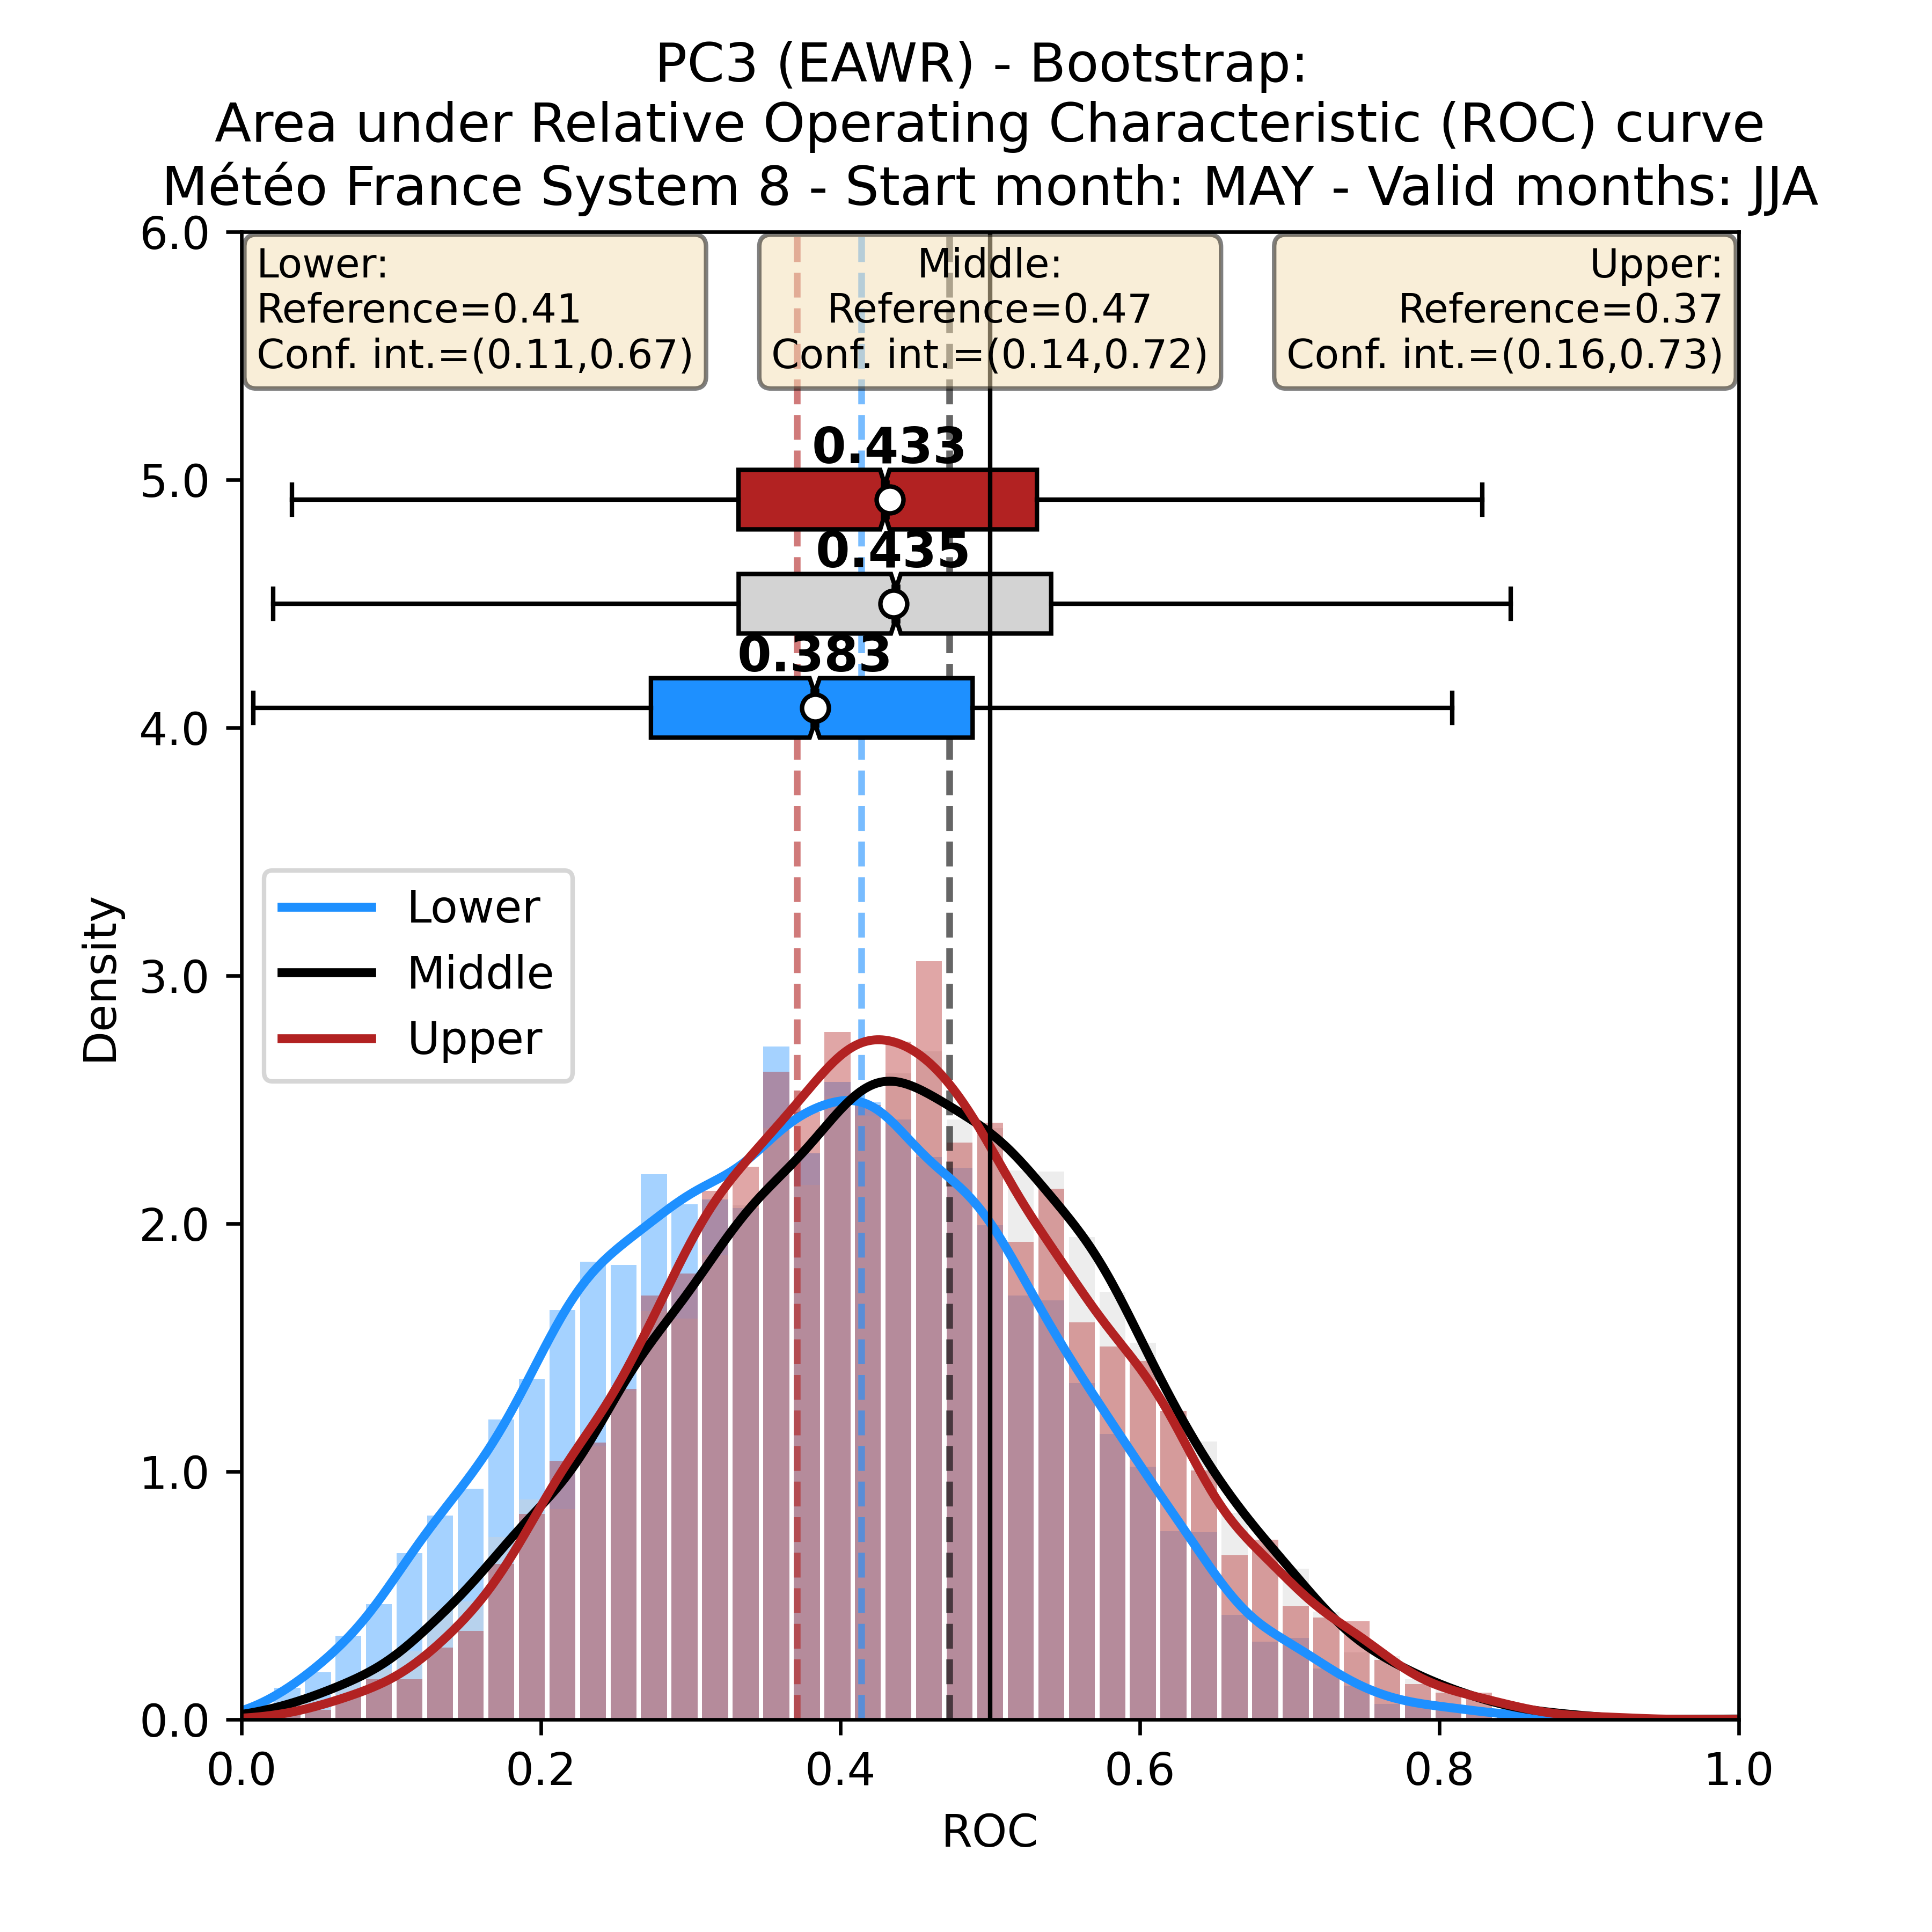 PC3 (EAWR) - Bootstrap:
Area under Relative Operating Characteristic (ROC) curve
Météo France System 8 - Start month: MAY - Valid months: JJA
Lower:
Reference=0.41
Conf. int.=(0.11,0.67)
Middle:
Reference=0.47
Conf. int.=(0.14,0.72)
Upper:
Reference=0.37
Conf. int.=(0.16,0.73)
0.433
0.435
0.383
Lower
Middle
Upper
Density
6.0
5.0
4.0
3.0
2.0
1.0
0.0
0.0
0.2
0.4
0.6
0.8
1.0
ROC